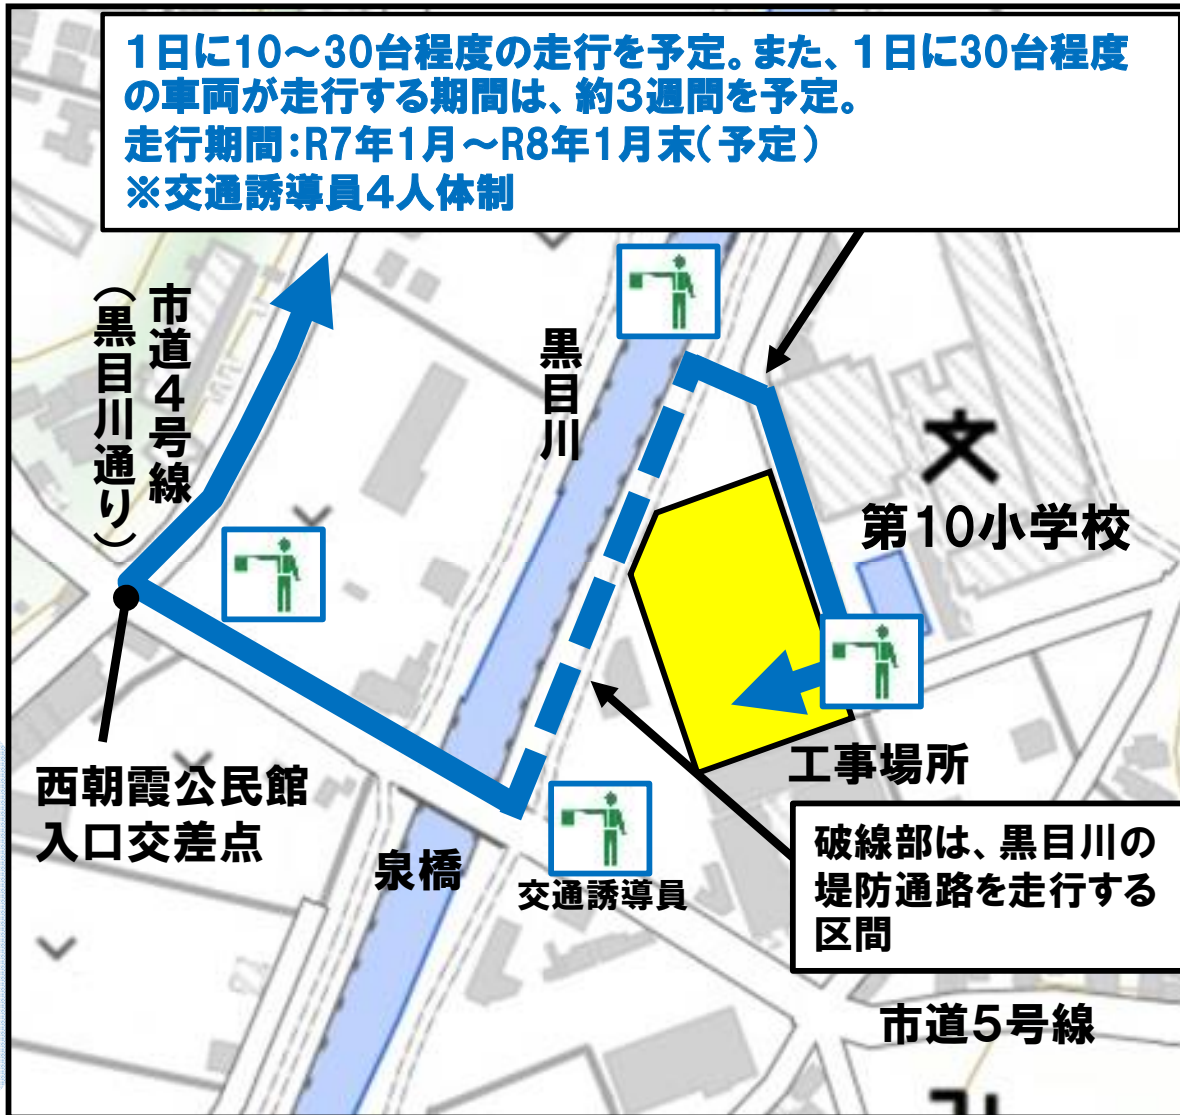 1日に10～30台程度の走行を予定。また、1日に30台程度
の車両が走行する期間は、約3週間を予定。
走行期間：R7年1月～R8年1月末（予定）
※交通誘導員4人体制
市道4号線
（黒目川通り）
黒目川
文
第10小学校
西朝霞公民館
入口交差点
泉橋
交通誘導員
工事場所
破線部は、黒目川の
堤防通路を走行する
区間
市道5号線